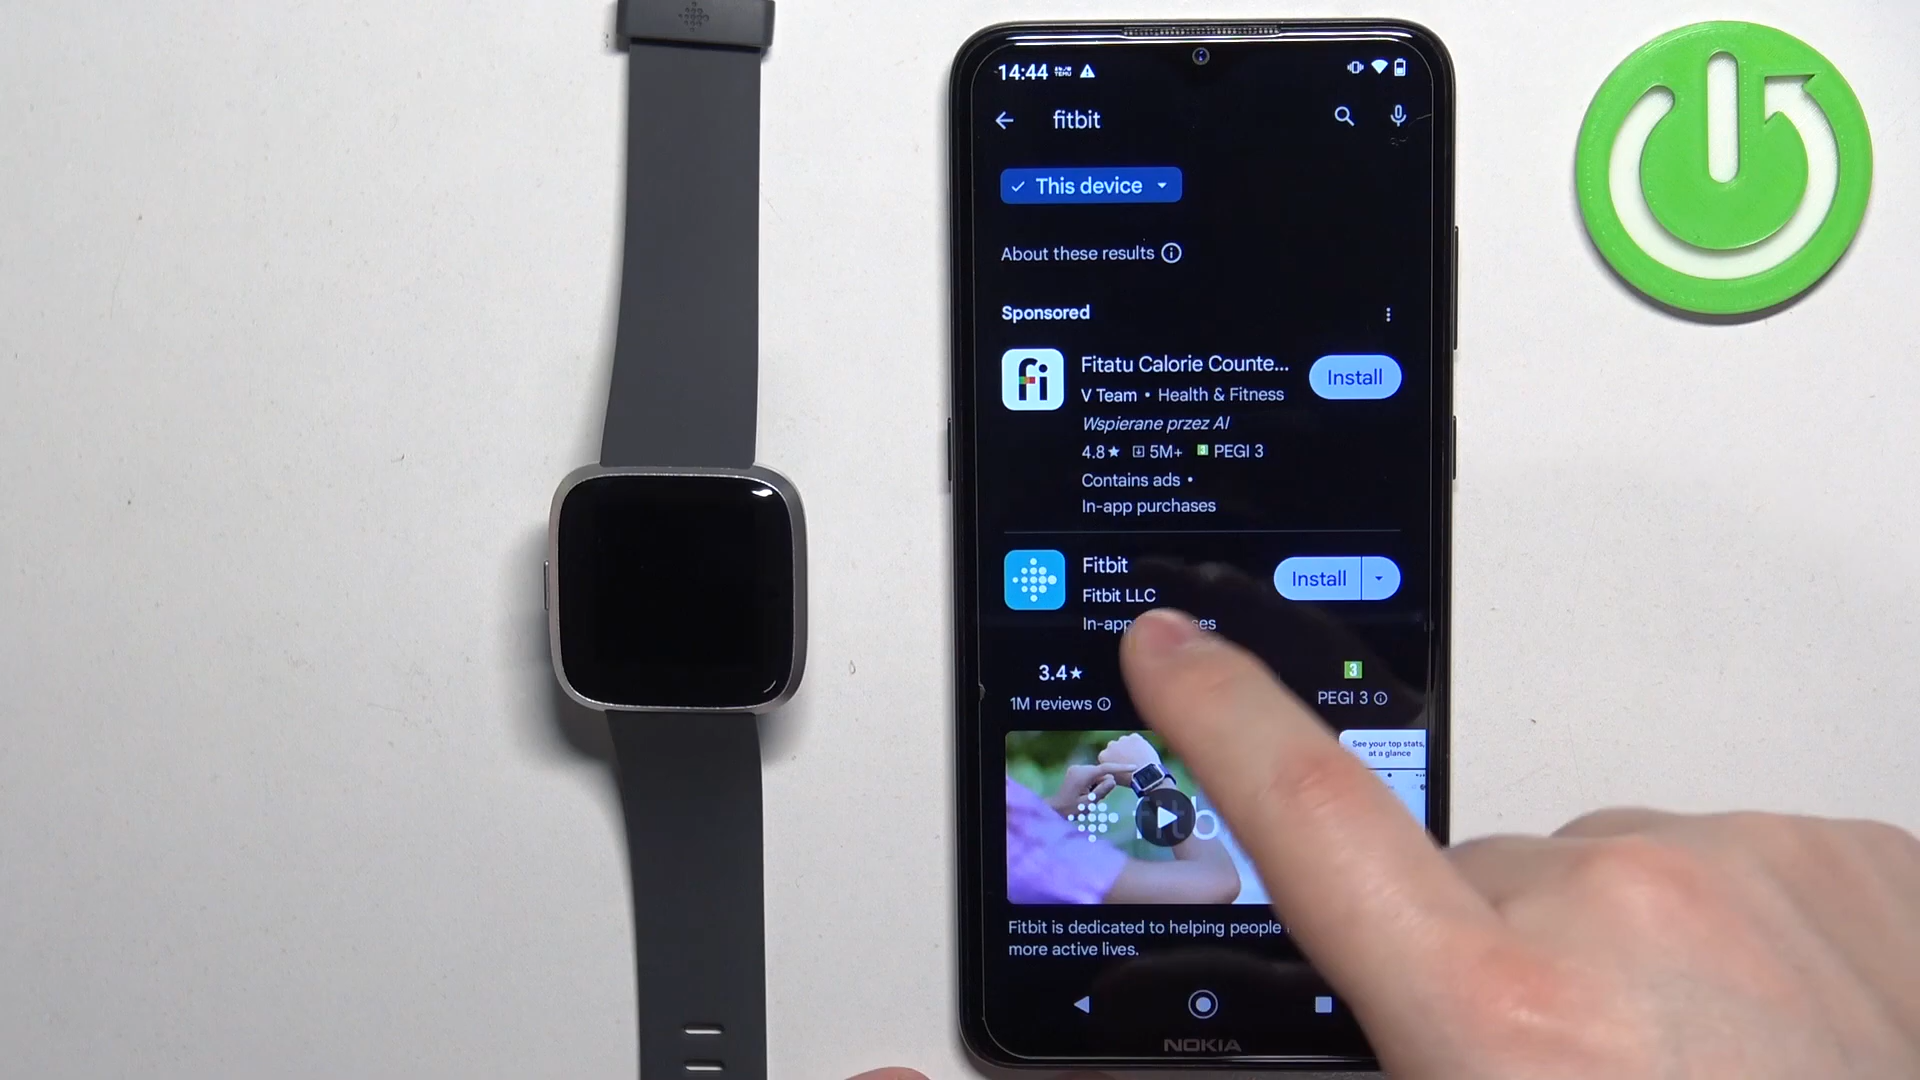 14:44
fitbit
This device
About these results
Sponsored
Fitatu Calorie Counte...
V Team • Health & Fitness
Wspierane przez AI
4.8★ 5M+ 3 PEGI 3
Contains ads •
In-app purchases
Install
Fitbit
Fitbit LLC
Install
3.4★
1M reviews
3
PEGI 3
See your top stats,
at a glance
Fitbit is dedicated to helping people
more active lives.
NOKIA